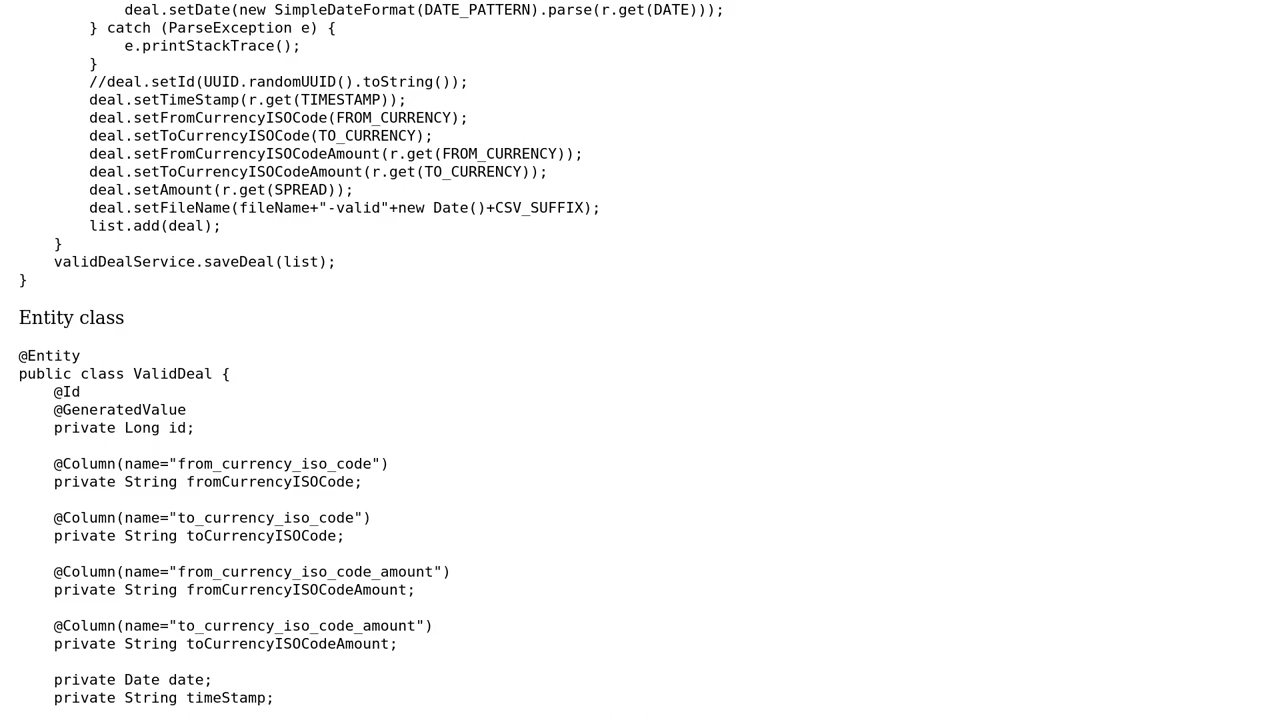 deal.setDate(new SimpleDateFormat(DATE_PATTERN).parse(r.get(DATE)));
} catch (ParseException e) {
e.printStackTrace();
}
//deal.setId(UUID.randomUUID().toString());
deal.setTimeStamp(r.get(TIMESTAMP));
deal.setFromCurrencyISOCode(FROM_CURRENCY);
deal.setToCurrencyISOCode(TO_CURRENCY);
deal.setFromCurrencyISOCodeAmount(r.get(FROM_CURRENCY));
deal.setToCurrencyISOCodeAmount(r.get(TO_CURRENCY));
deal.setAmount(r.get(SPREAD));
deal.setFileName(fileName+"-valid"+new Date()+CSV_SUFFIX);
list.add(deal);
}
validDealService.saveDeal(list);
}
Entity class
@Entity
public class ValidDeal {
@Id
@GeneratedValue
private Long id;
@Column(name="from_currency_iso_code")
private String fromCurrencyISOCode;
@Column(name="to_currency_iso_code")
private String toCurrencyISOCode;
@Column(name="from_currency_iso_code_amount")
private String fromCurrencyISOCodeAmount;
@Column(name="to_currency_iso_code_amount")
private String toCurrencyISOCodeAmount;
private Date date;
private String timeStamp;